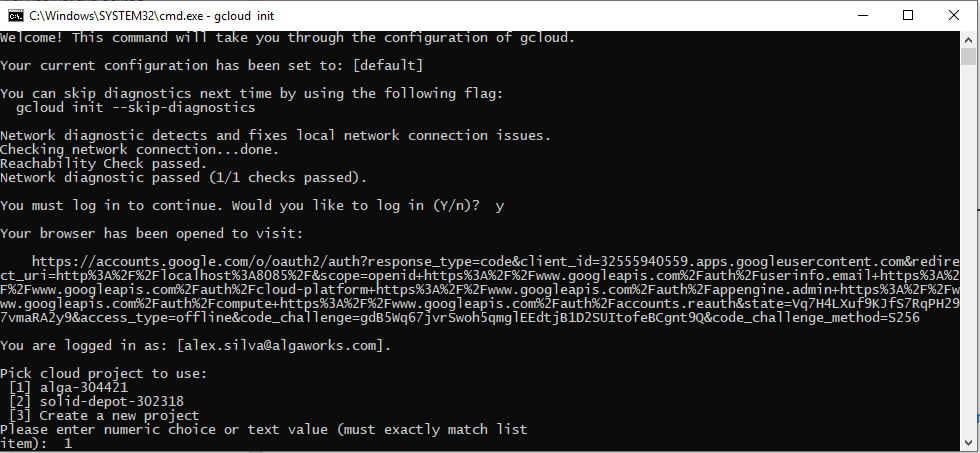 C:\Windows\SYSTEM32\cmd.exe - gcloud  init
Welcome! This command will take you through the configuration of gcloud.
Your current configuration has been set to: [default]
You can skip diagnostics next time by using the following flag:
  gcloud init --skip-diagnostics
Network diagnostic detects and fixes local network connection issues.
Checking network connection...done.
Reachability Check passed.
Network diagnostic passed (1/1 checks passed).
You must log in to continue. Would you like to log in (Y/n)?  y
Your browser has been opened to visit:
    https://accounts.google.com/o/oauth2/auth?response_type=code&client_id=32555940559.apps.googleusercontent.com&redire
ct_uri=http%3A%2F%2Flocalhost%3A8085%2F&scope=openid+https%3A%2F%2Fwww.googleapis.com%2Fauth%2Fuserinfo.email+https%3A%2
F%2Fwww.googleapis.com%2Fauth%2Fcloud-platform+https%3A%2F%2Fwww.googleapis.com%2Fauth%2Fappengine.admin+https%3A%2F%2Fw
ww.googleapis.com%2Fauth%2Fcompute+https%3A%2F%2Fwww.googleapis.com%2Fauth%2Faccounts.reauth&state=Vq7H4LXuf9KJfS7RqPH29
7vmaRA2y9&access_type=offline&code_challenge=gdB5Wq67jvrSwoh5qmglEEdtjB1D2SUItofeBCgnt9Q&code_challenge_method=S256
You are logged in as: [alex.silva@algaworks.com].
Pick cloud project to use:
 [1] alga-304421
 [2] solid-depot-302318
 [3] Create a new project
Please enter numeric choice or text value (must exactly match list
item):  1